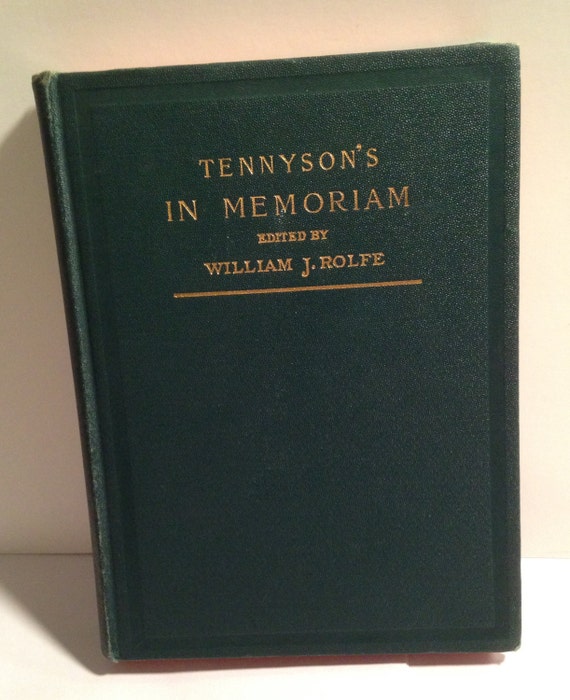 TENNYSON'S
IN MEMORIAM
EDITED BY
WILLIAM J. ROLFE